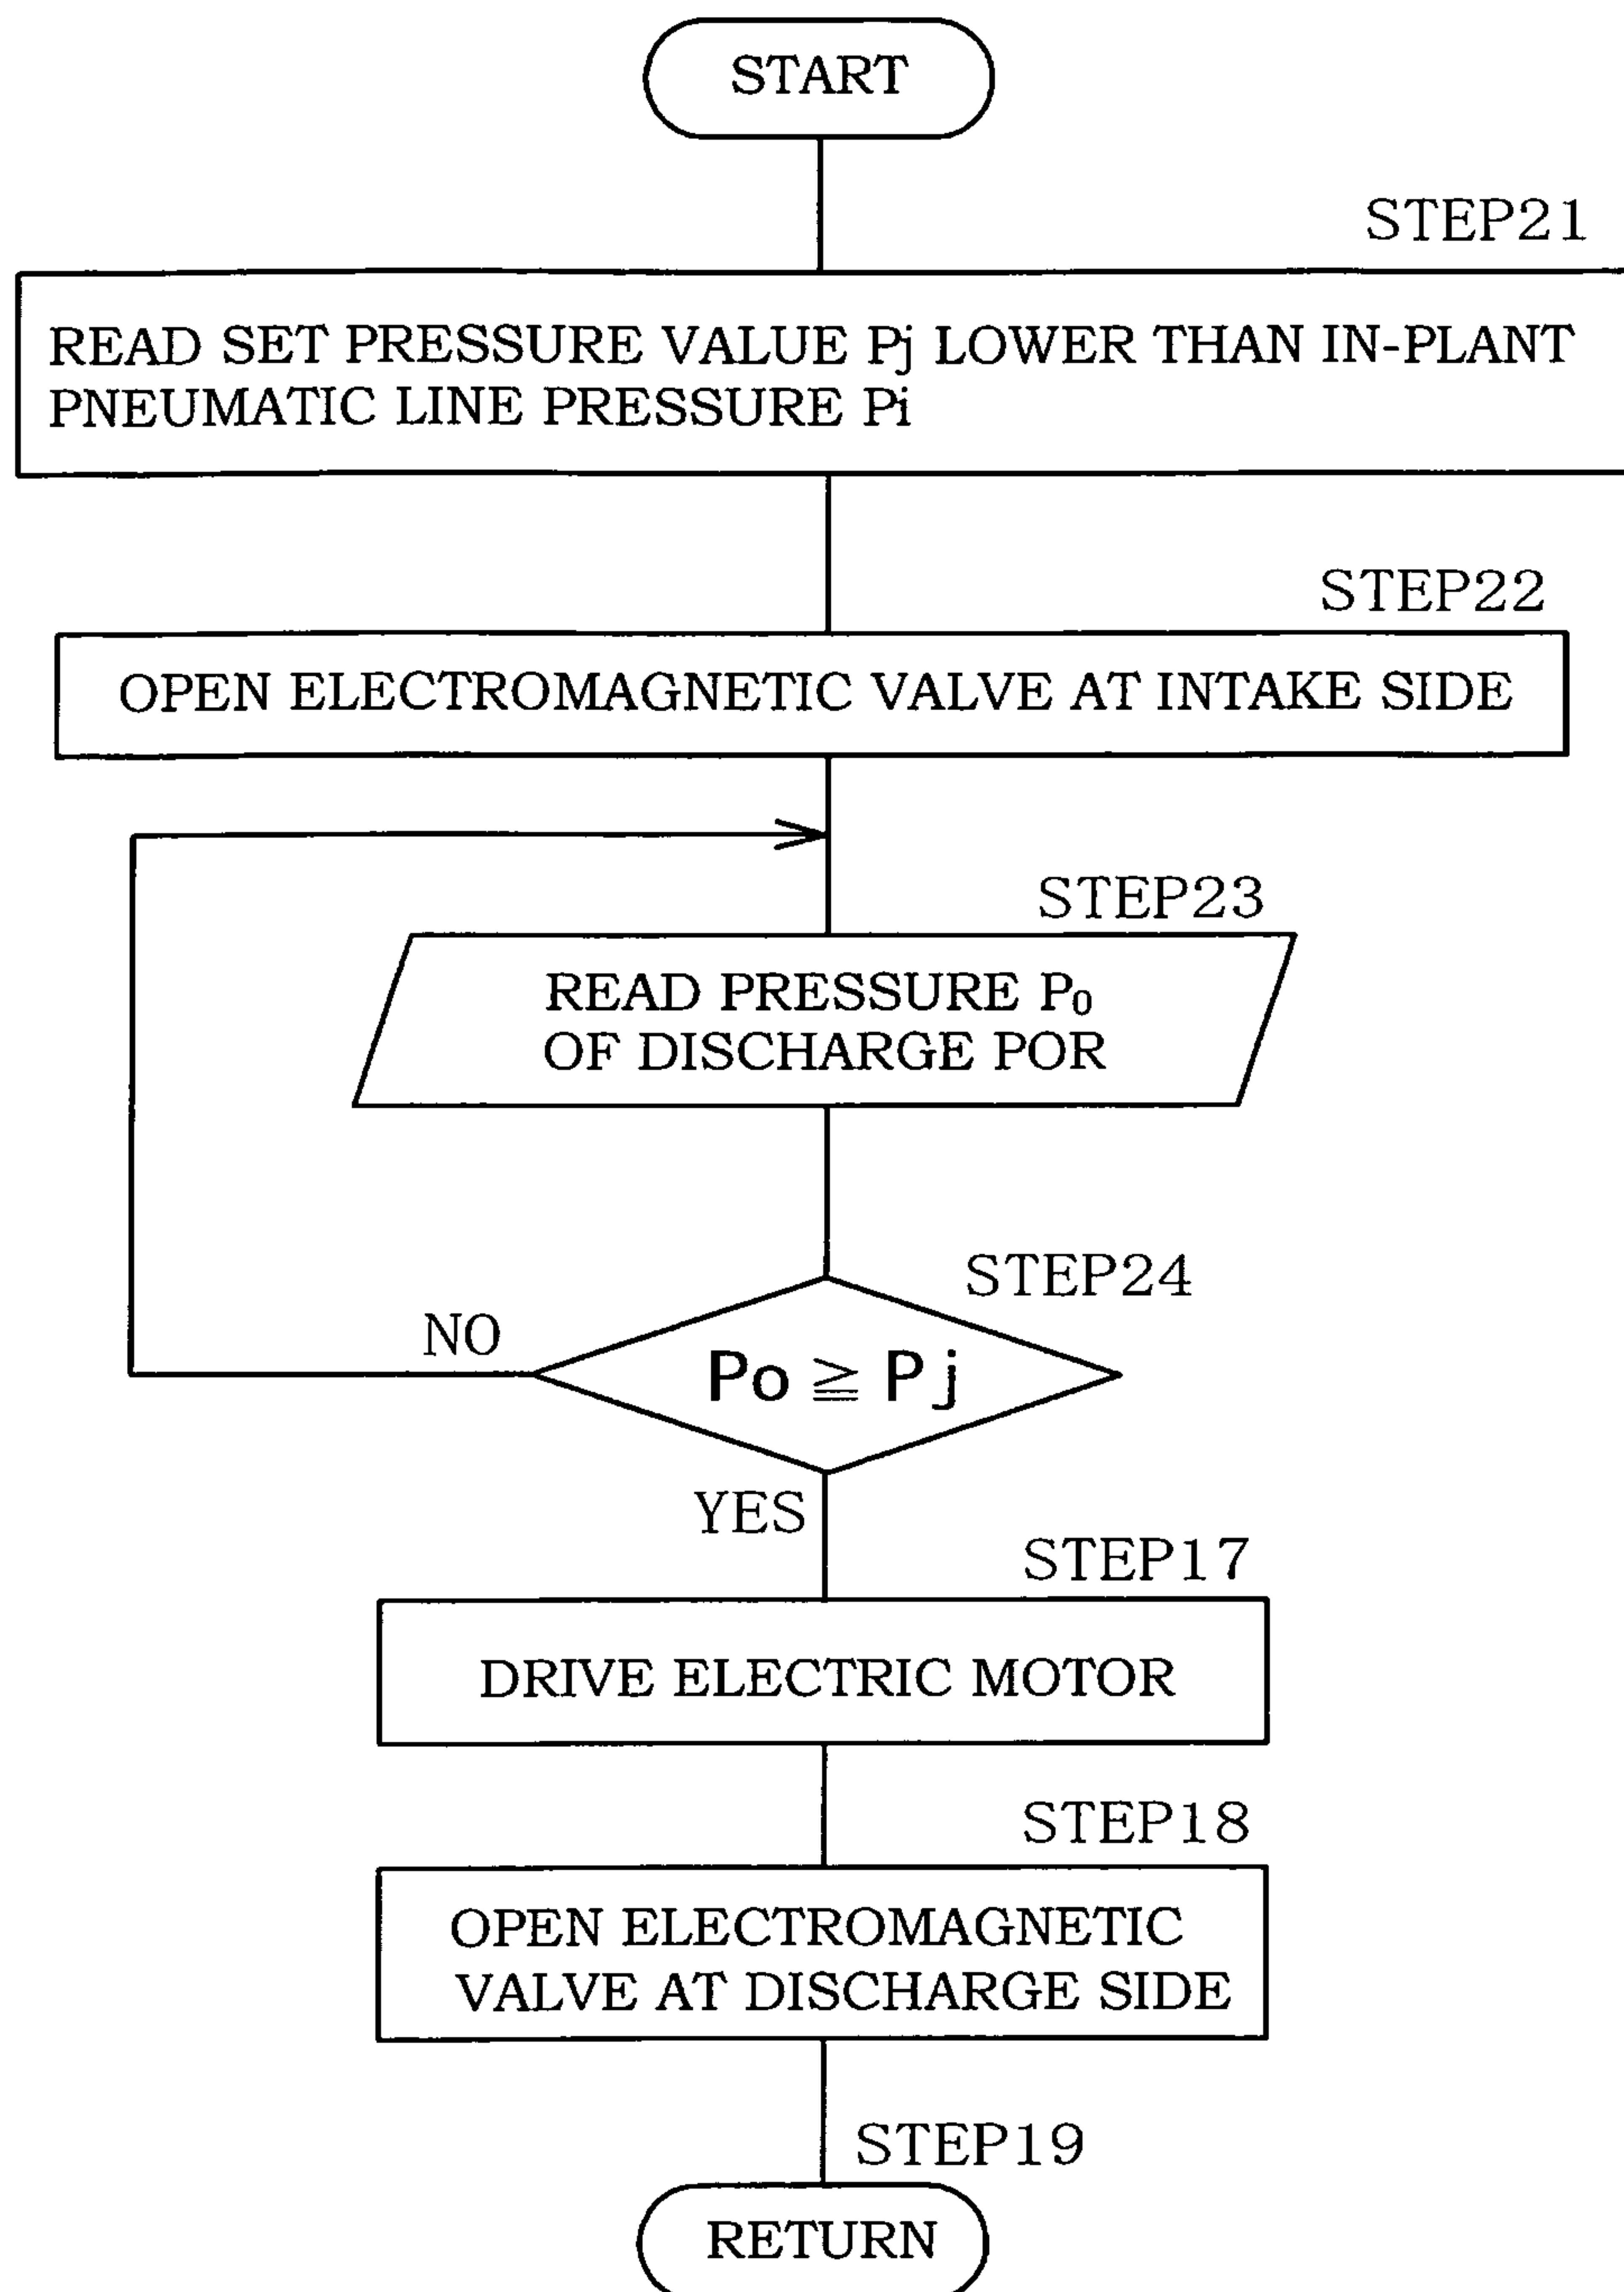 START
STEP21
READ SET PRESSURE VALUE Pj LOWER THAN IN-PLANT
PNEUMATIC LINE PRESSURE Pi
STEP22
OPEN ELECTROMAGNETIC VALVE AT INTAKE SIDE
STEP23
READ PRESSURE P₀
OF DISCHARGE POR
STEP24
NO
Po ≧ Pj
YES
STEP17
DRIVE ELECTRIC MOTOR
STEP18
OPEN ELECTROMAGNETIC
VALVE AT DISCHARGE SIDE
STEP19
RETURN